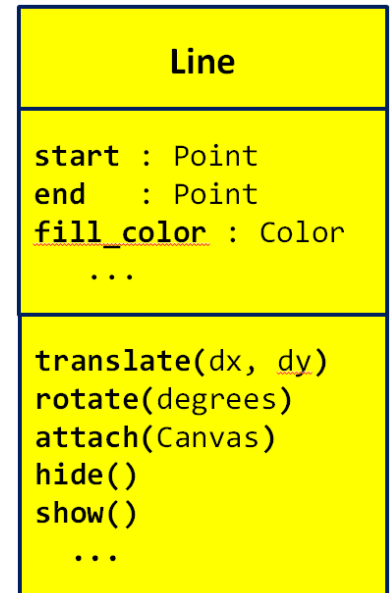 Line
start : Point
end   : Point
fill_color : Color
...
translate(dx, dy)
rotate(degrees)
attach(Canvas)
hide()
show()
...